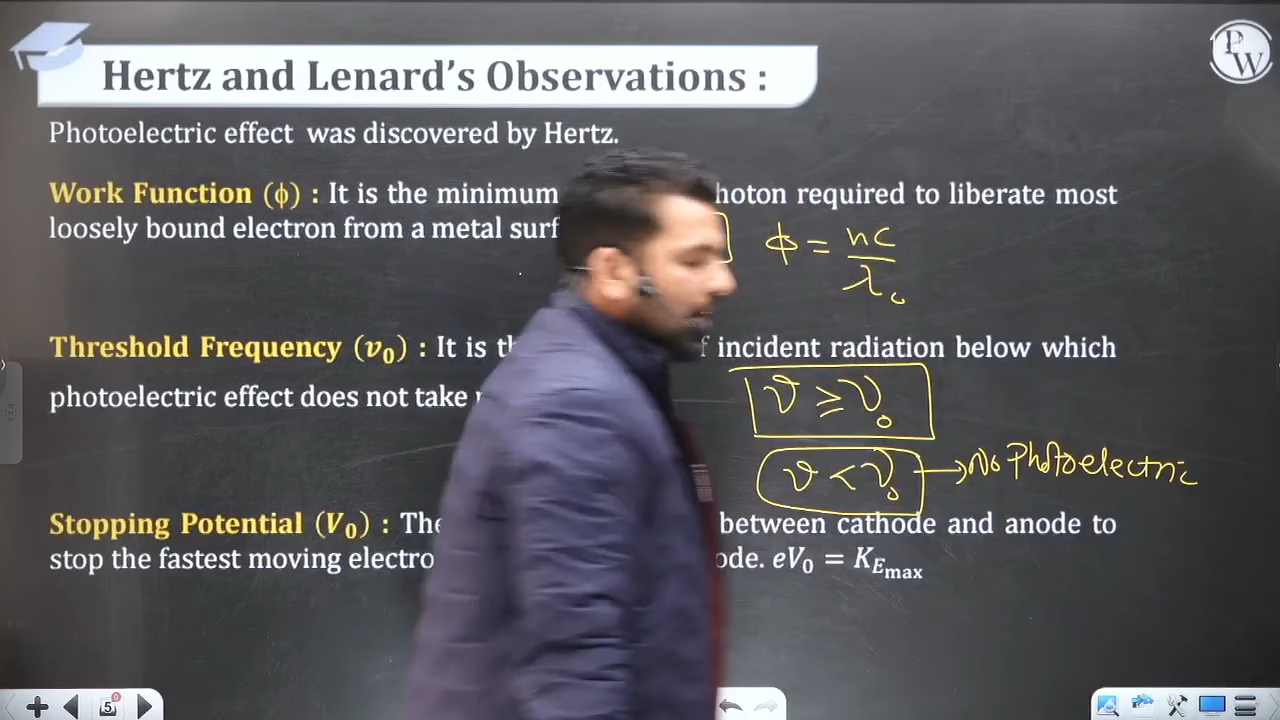 Hertz and Lenard's Observations :
PW
Photoelectric effect was discovered by Hertz.
Work Function (ϕ) : It is the minimum hoton required to liberate most
loosely bound electron from a metal surf
ϕ = hc / λ₀
Threshold Frequency (ν₀) : It is th f incident radiation below which
photoelectric effect does not take
ν ≥ ν₀
ν < ν₀ → No Photoelectric
Stopping Potential (V₀) : The between cathode and anode to
stop the fastest moving electro ode. eV₀ = K_Emax
5